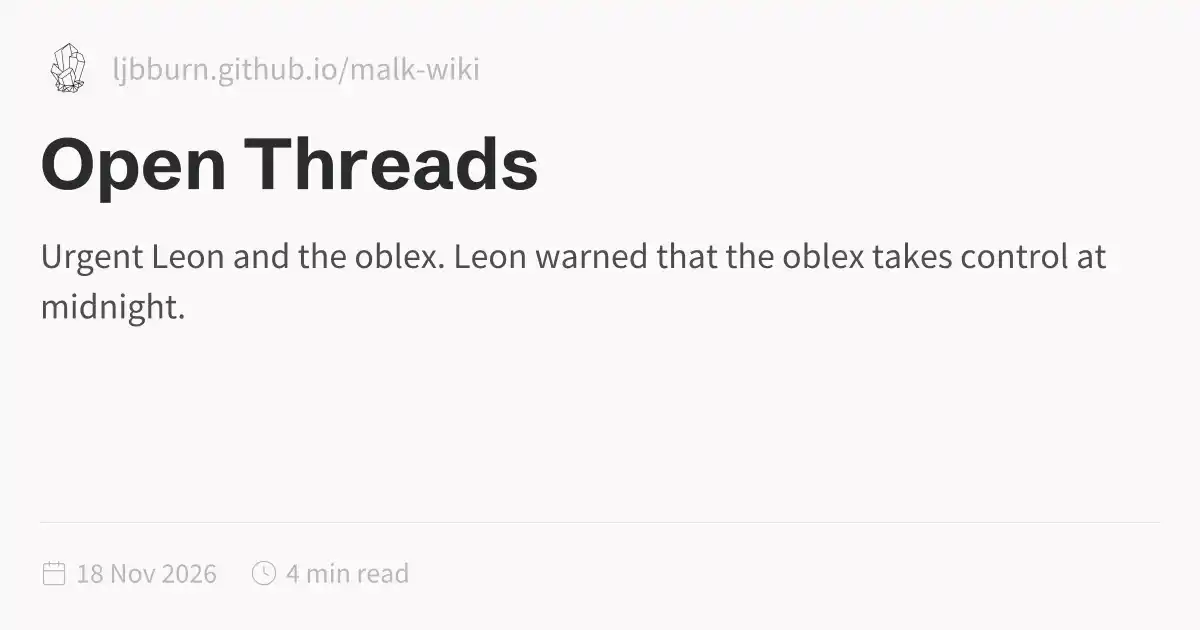 ljbburn.github.io/malk-wiki
Open Threads
Urgent Leon and the oblex. Leon warned that the oblex takes control at
midnight.
18 Nov 2026
4 min read